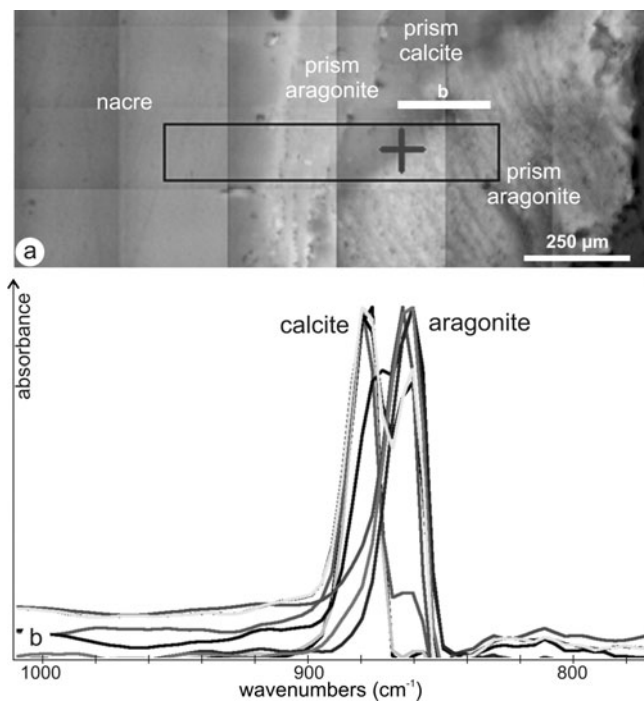 prism
calcite
prism
aragonite
b
nacre
prism
aragonite
250 µm
a
absorbance
calcite
aragonite
b
1000
900
800
wavenumbers (cm⁻¹)